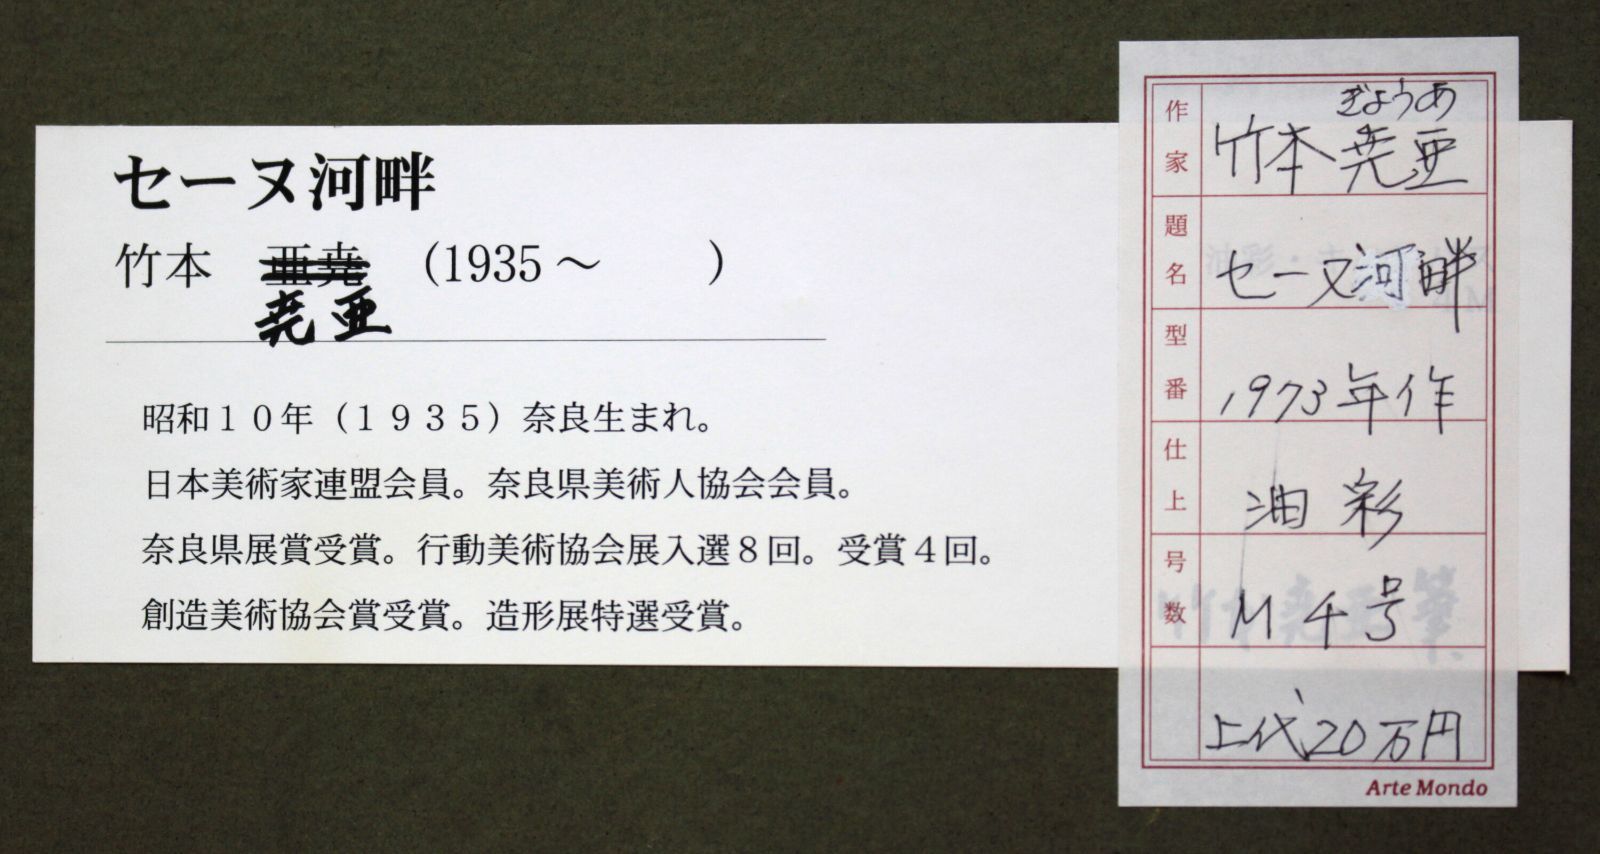 セーヌ河畔
竹本 亜尭 (1935～ )
尭亜
昭和10年（1935）奈良生まれ。
日本美術家連盟会員。奈良県美術人協会会員。
奈良県展賞受賞。行動美術協会展入選8回。受賞4回。
創造美術協会賞受賞。造形展特選受賞。
ぎょうあ
作家 竹本尭亜
題名 セーヌ河畔
型番 1973年作
仕上 油彩
号数 M4号
上代20万円
Arte Mondo